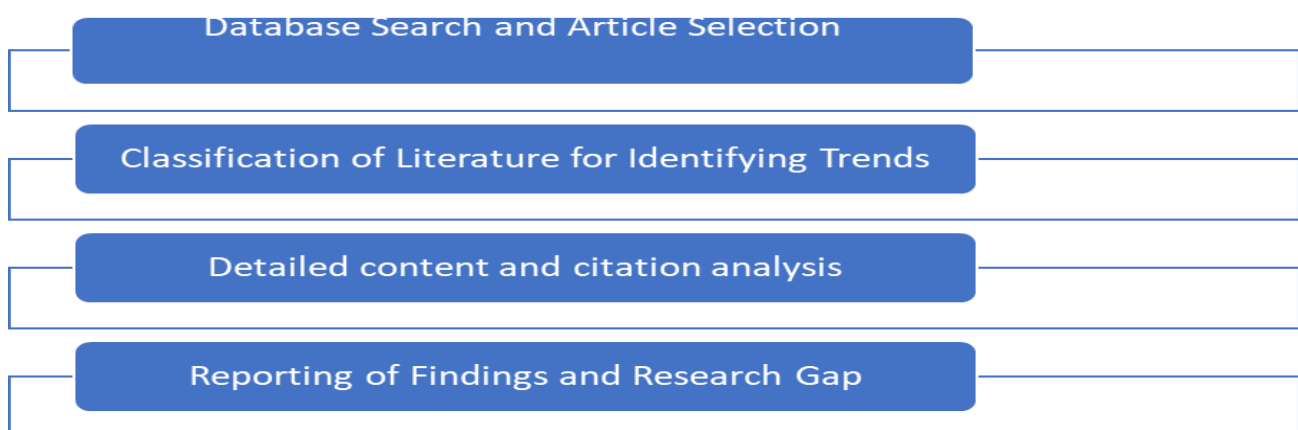 Database Search and Article Selection
Classification of Literature for Identifying Trends
Detailed content and citation analysis
Reporting of Findings and Research Gap